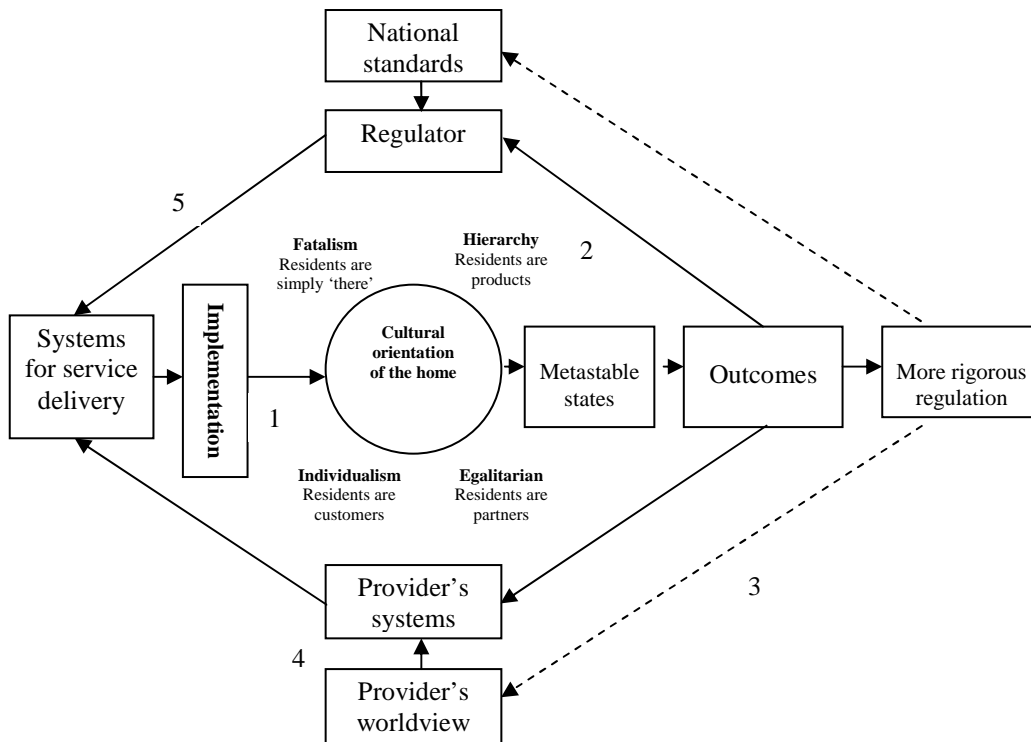 National
standards
Regulator
5
Fatalism
Residents are
simply ‘there’
Hierarchy
Residents are
products
2
Systems
for service
delivery
Implementation
1
Cultural
orientation
of the home
Metastable
states
Outcomes
More rigorous
regulation
Individualism
Residents are
customers
Egalitarian
Residents are
partners
Provider’s
systems
3
4
Provider’s
worldview